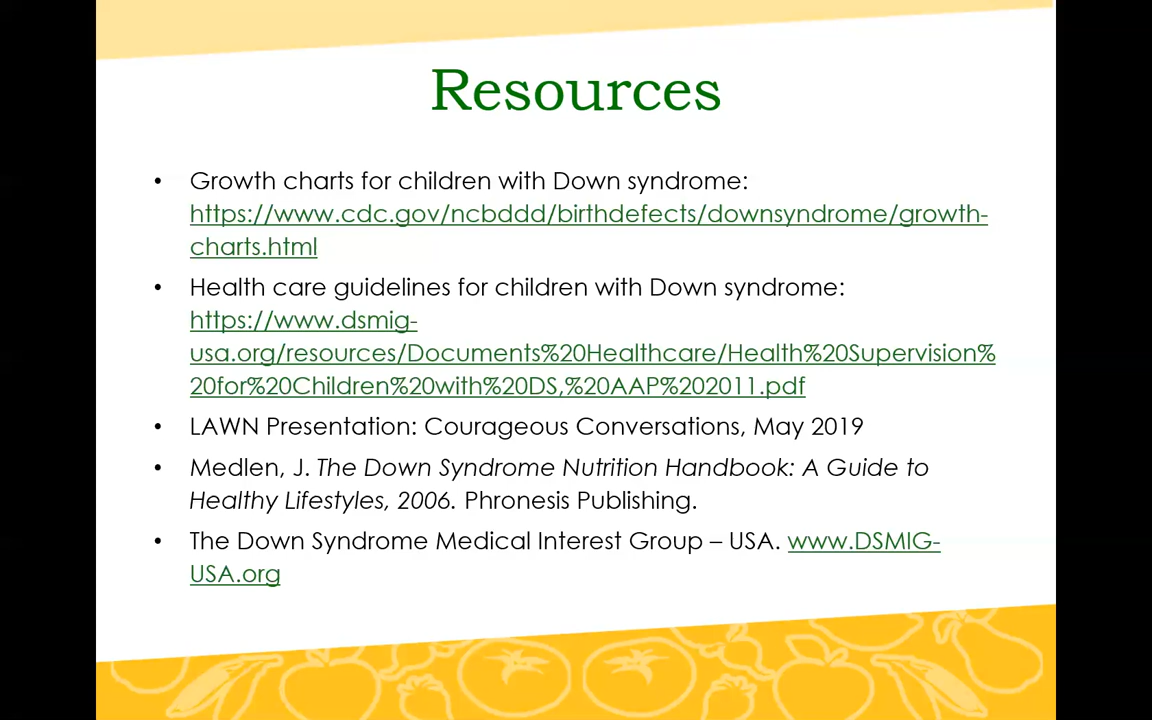 Resources
• Growth charts for children with Down syndrome:
https://www.cdc.gov/ncbddd/birthdefects/downsyndrome/growth-
charts.html
• Health care guidelines for children with Down syndrome:
https://www.dsmig-
usa.org/resources/Documents%20Healthcare/Health%20Supervision%
20for%20Children%20with%20DS,%20AAP%202011.pdf
• LAWN Presentation: Courageous Conversations, May 2019
• Medlen, J. The Down Syndrome Nutrition Handbook: A Guide to
Healthy Lifestyles, 2006. Phronesis Publishing.
• The Down Syndrome Medical Interest Group – USA. www.DSMIG-
USA.org